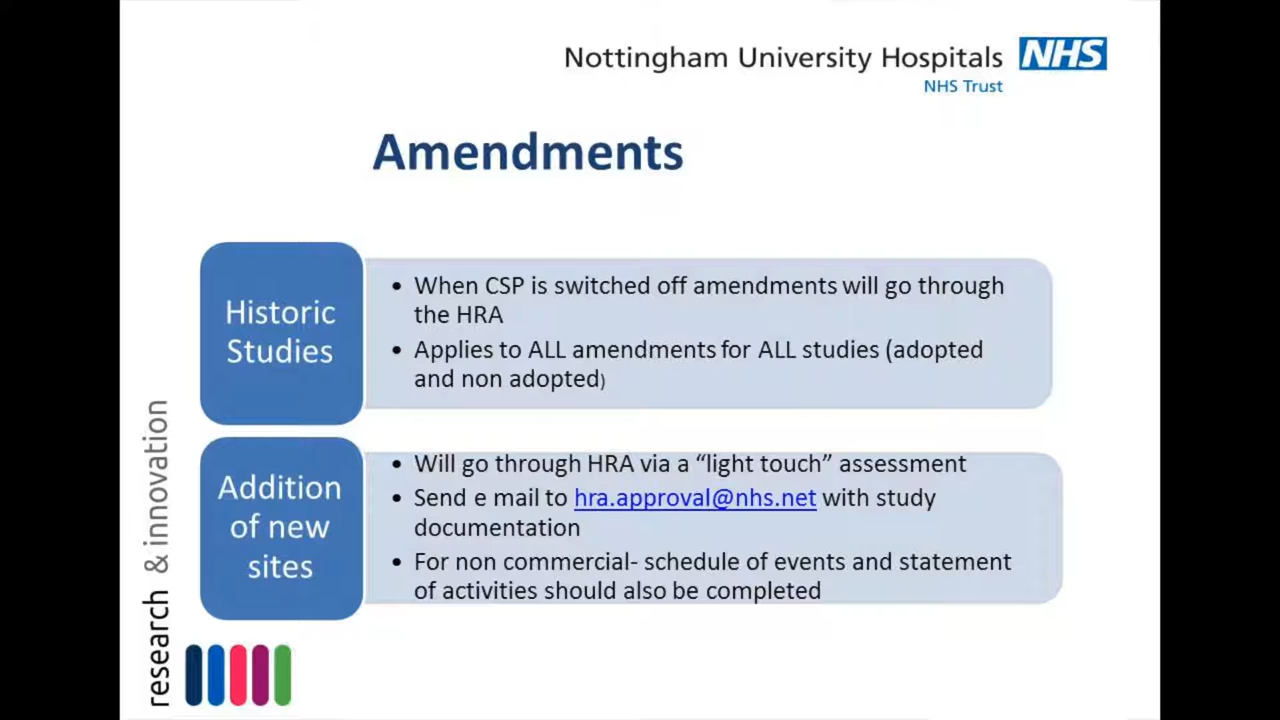 Nottingham University Hospitals NHS
NHS Trust
Amendments
Historic
Studies
• When CSP is switched off amendments will go through
the HRA
• Applies to ALL amendments for ALL studies (adopted
and non adopted)
Addition
of new
sites
• Will go through HRA via a “light touch” assessment
• Send e mail to hra.approval@nhs.net with study
documentation
• For non commercial- schedule of events and statement
of activities should also be completed
research & innovation